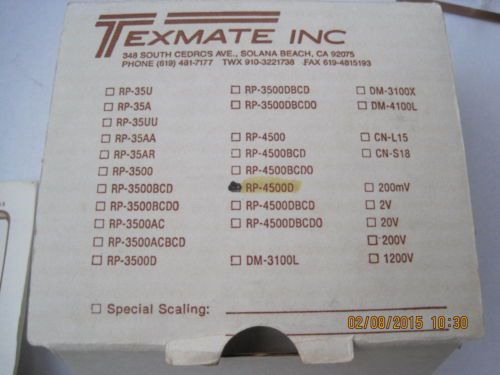 TEXMATE INC
348 SOUTH CEDROS AVE., SOLANA BEACH, CA 92075
PHONE (619) 481-7177 TWX 910-3221738 FAX 619-4815193
RP-35U
RP-35A
RP-35UU
RP-35AA
RP-35AR
RP-3500
RP-3500BCD
RP-3500BCDO
RP-3500AC
RP-3500ACBCD
RP-3500D
RP-3500DBCD
RP-3500DBCDO
RP-4500
RP-4500BCD
RP-4500BCDO
RP-4500D
RP-4500DBCD
RP-4500DBCDO
DM-3100L
DM-3100X
DM-4100L
CN-L15
CN-S18
200mV
2V
20V
200V
1200V
Special Scaling:
02/08/2015 10:30